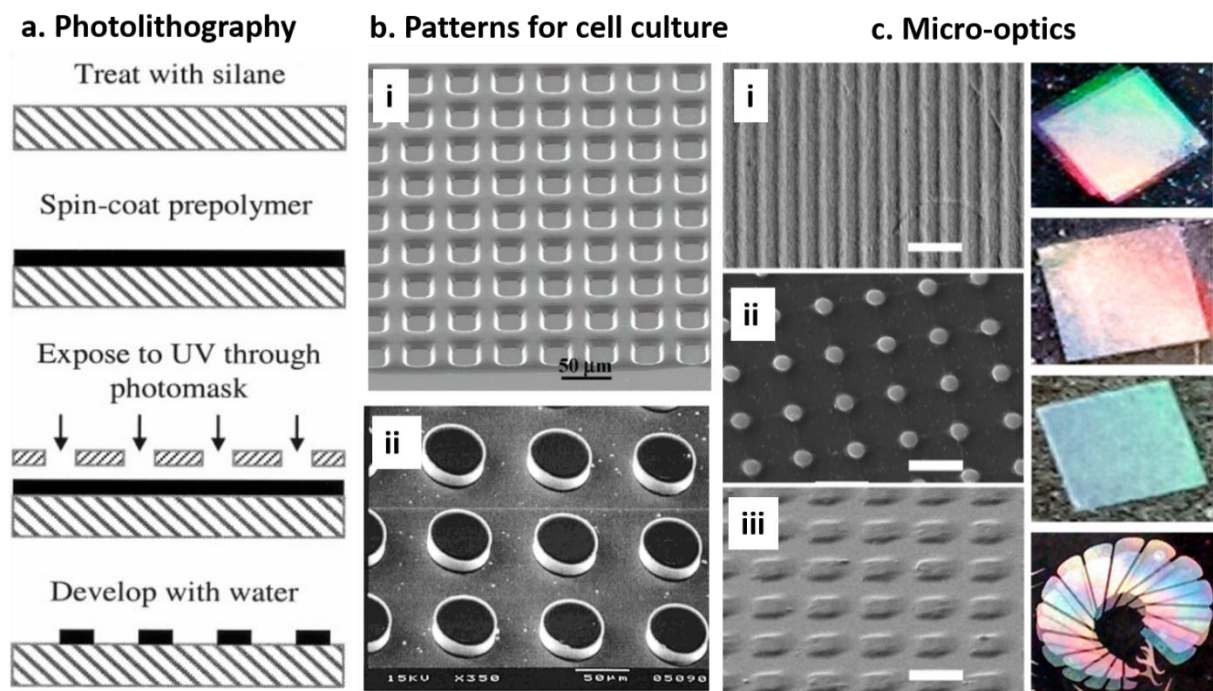 a. Photolithography
Treat with silane
Spin-coat prepolymer
Expose to UV through
photomask
Develop with water
b. Patterns for cell culture
i
50 µm
ii
15KV X350 50µm 05090
c. Micro-optics
i
ii
iii